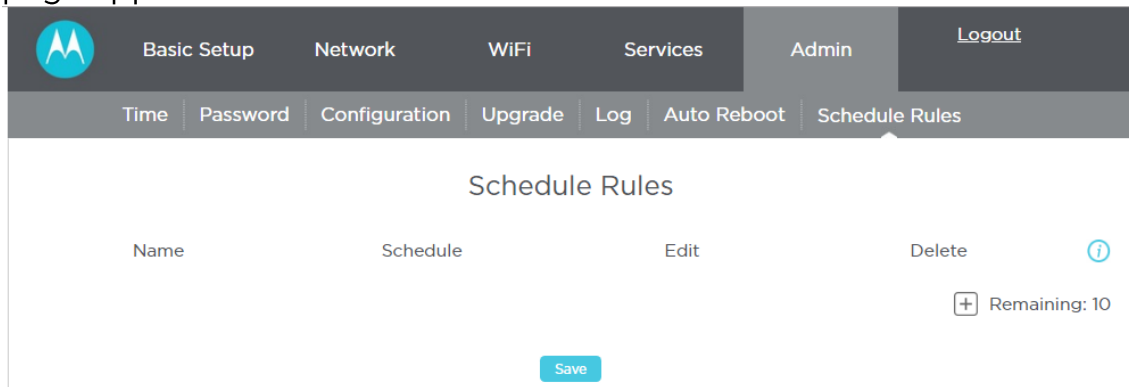 Basic Setup Network WiFi Services Admin Logout
Time Password Configuration Upgrade Log Auto Reboot Schedule Rules
Schedule Rules
Name Schedule Edit Delete
Remaining: 10
Save